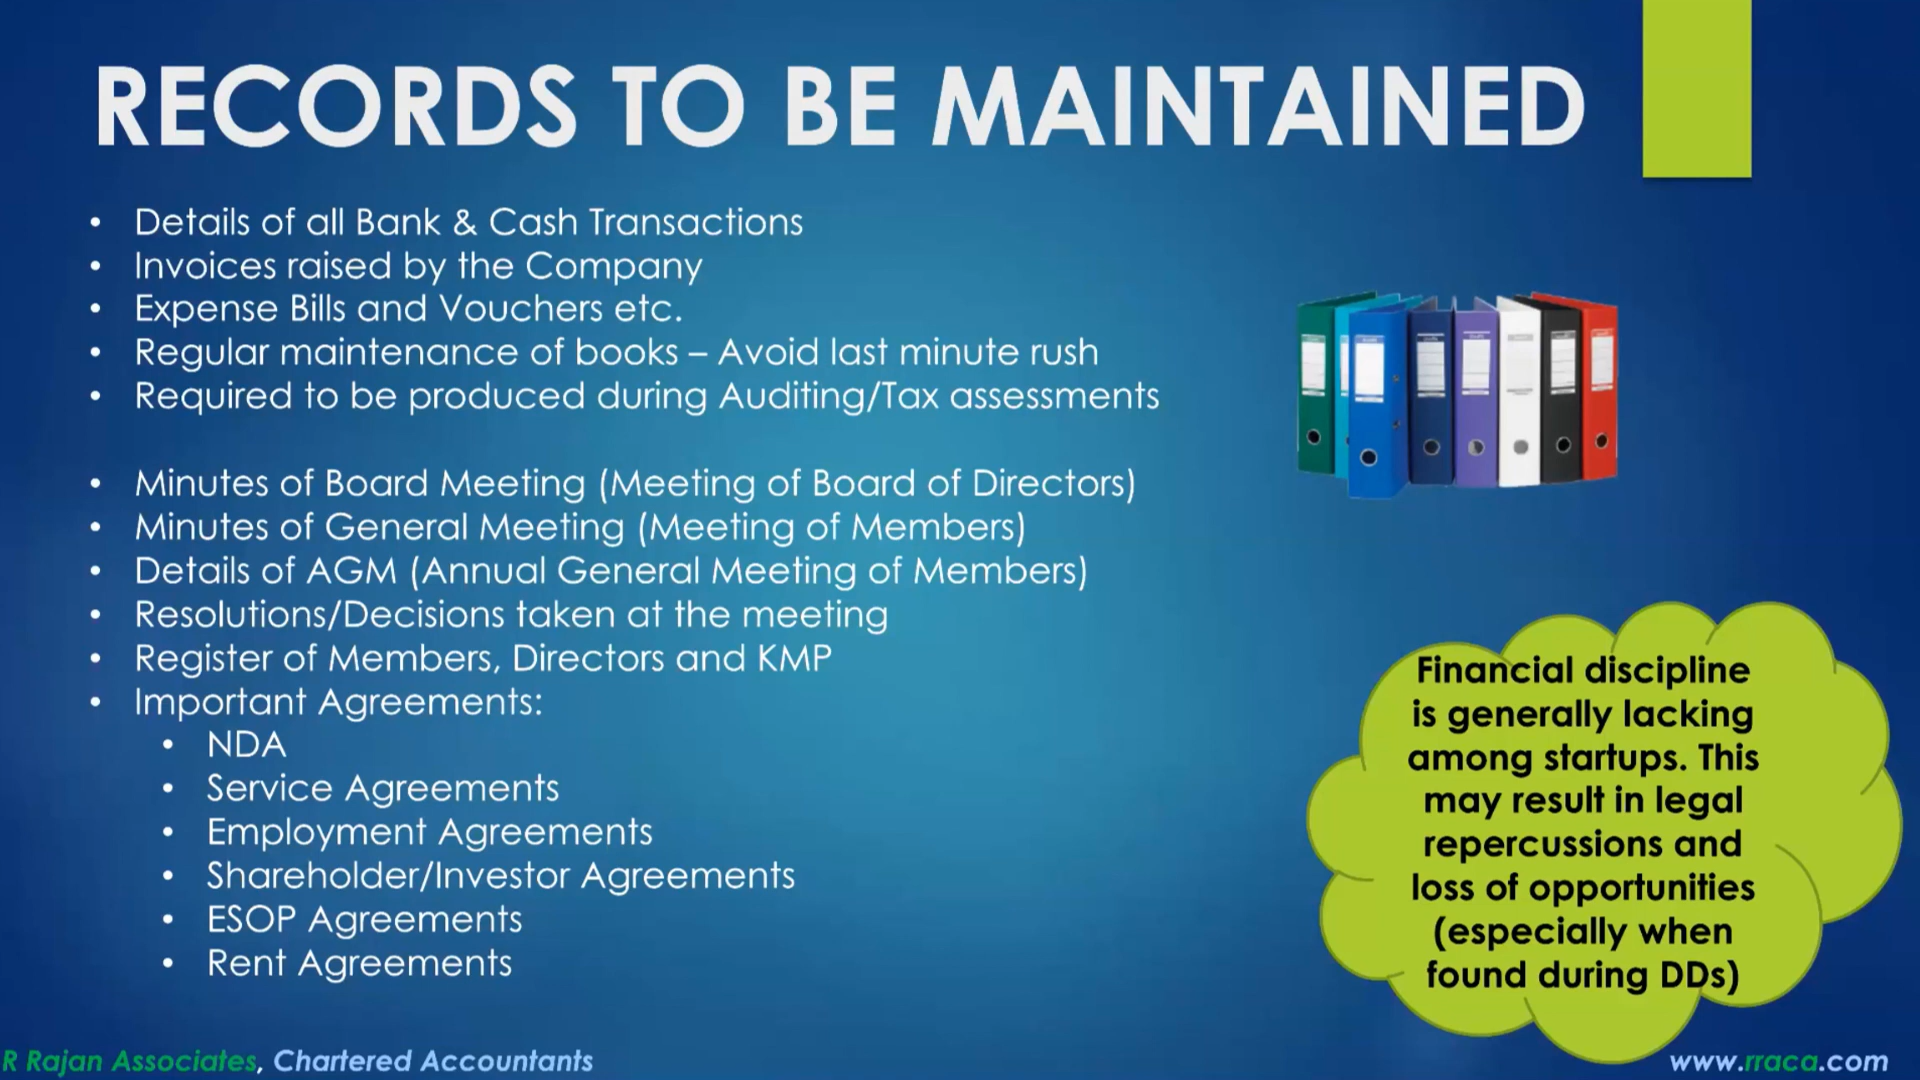 RECORDS TO BE MAINTAINED
• Details of all Bank & Cash Transactions
• Invoices raised by the Company
• Expense Bills and Vouchers etc.
• Regular maintenance of books – Avoid last minute rush
• Required to be produced during Auditing/Tax assessments
• Minutes of Board Meeting (Meeting of Board of Directors)
• Minutes of General Meeting (Meeting of Members)
• Details of AGM (Annual General Meeting of Members)
• Resolutions/Decisions taken at the meeting
• Register of Members, Directors and KMP
• Important Agreements:
• NDA
• Service Agreements
• Employment Agreements
• Shareholder/Investor Agreements
• ESOP Agreements
• Rent Agreements
Financial discipline
is generally lacking
among startups. This
may result in legal
repercussions and
loss of opportunities
(especially when
found during DDs)
R Rajan Associates, Chartered Accountants
www.rraca.com